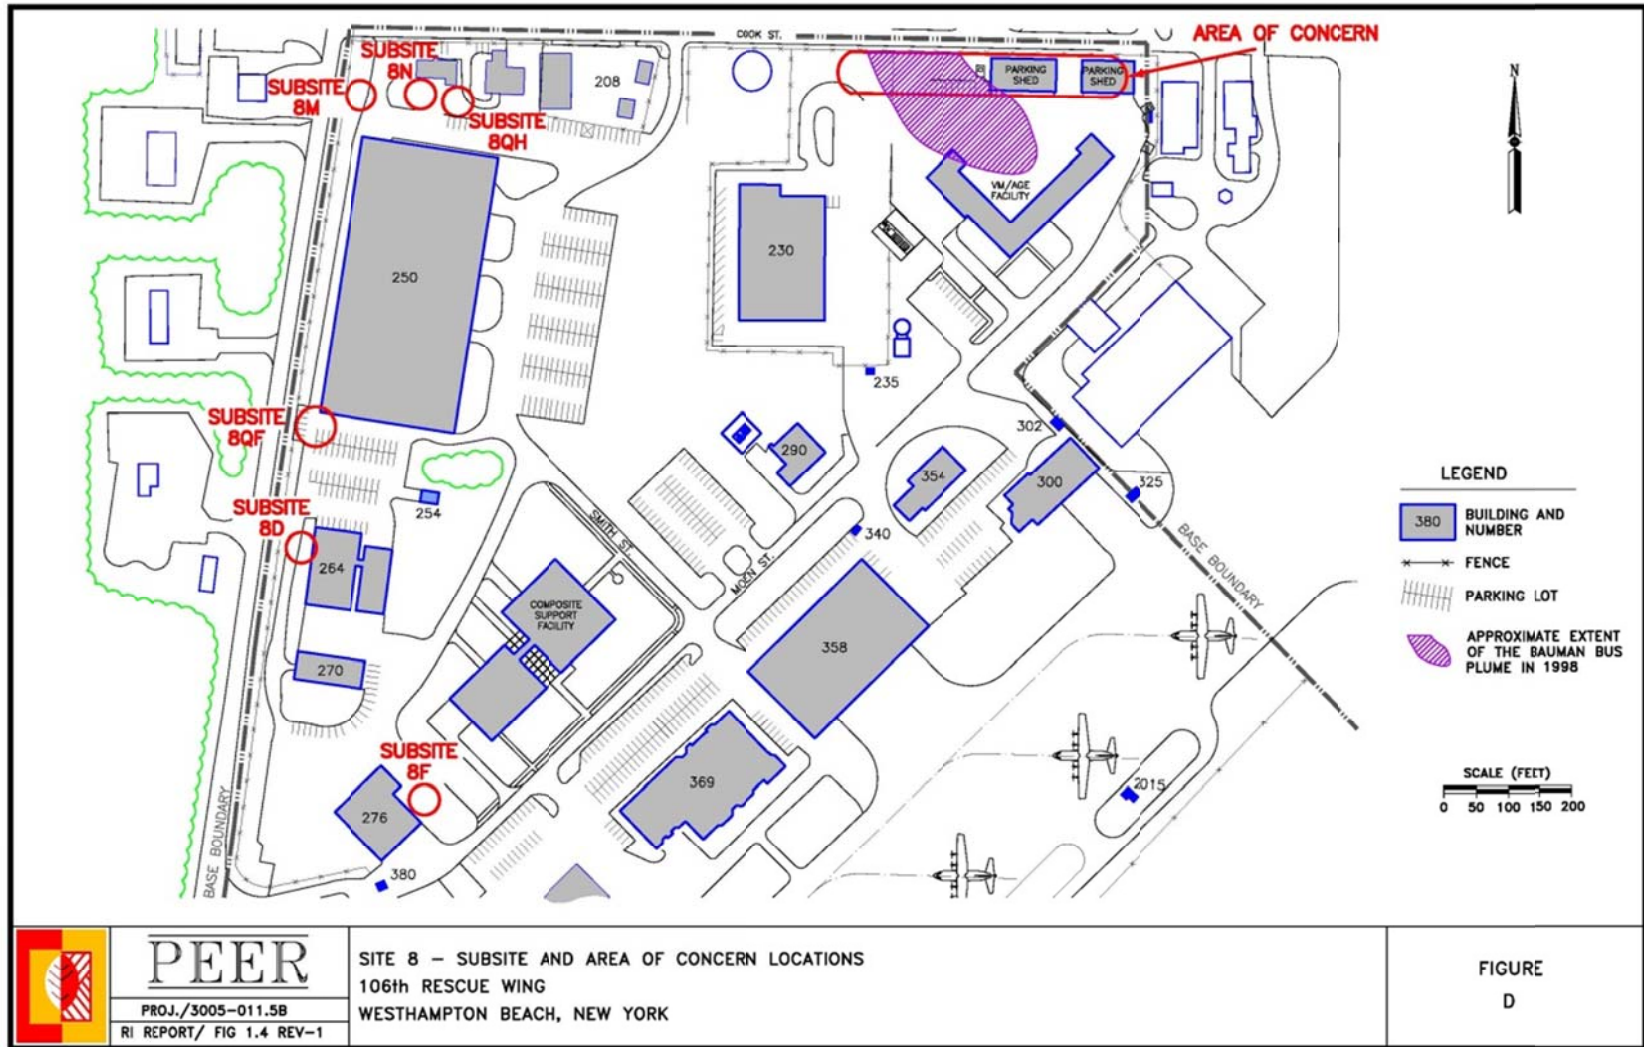 COOK ST.
AREA OF CONCERN
SUBSITE
8N
SUBSITE
8M
SUBSITE
8QH
208
PARKING
SHED
PARKING
SHED
N
VM/AGE
FACILITY
250
230
235
SUBSITE
8QF
302
290
354
300
325
254
SUBSITE
8D
SMITH ST.
340
MOEN ST.
BASE BOUNDARY
264
COMPOSITE
SUPPORT
FACILITY
358
270
SUBSITE
8F
369
2015
276
380
BASE BOUNDARY
LEGEND
380
BUILDING AND
NUMBER
FENCE
PARKING LOT
APPROXIMATE EXTENT
OF THE BAUMAN BUS
PLUME IN 1998
SCALE (FEET)
0 50 100 150 200
PEER
PROJ./3005-011.5B
RI REPORT/ FIG 1.4 REV-1
SITE 8 – SUBSITE AND AREA OF CONCERN LOCATIONS
106th RESCUE WING
WESTHAMPTON BEACH, NEW YORK
FIGURE
D